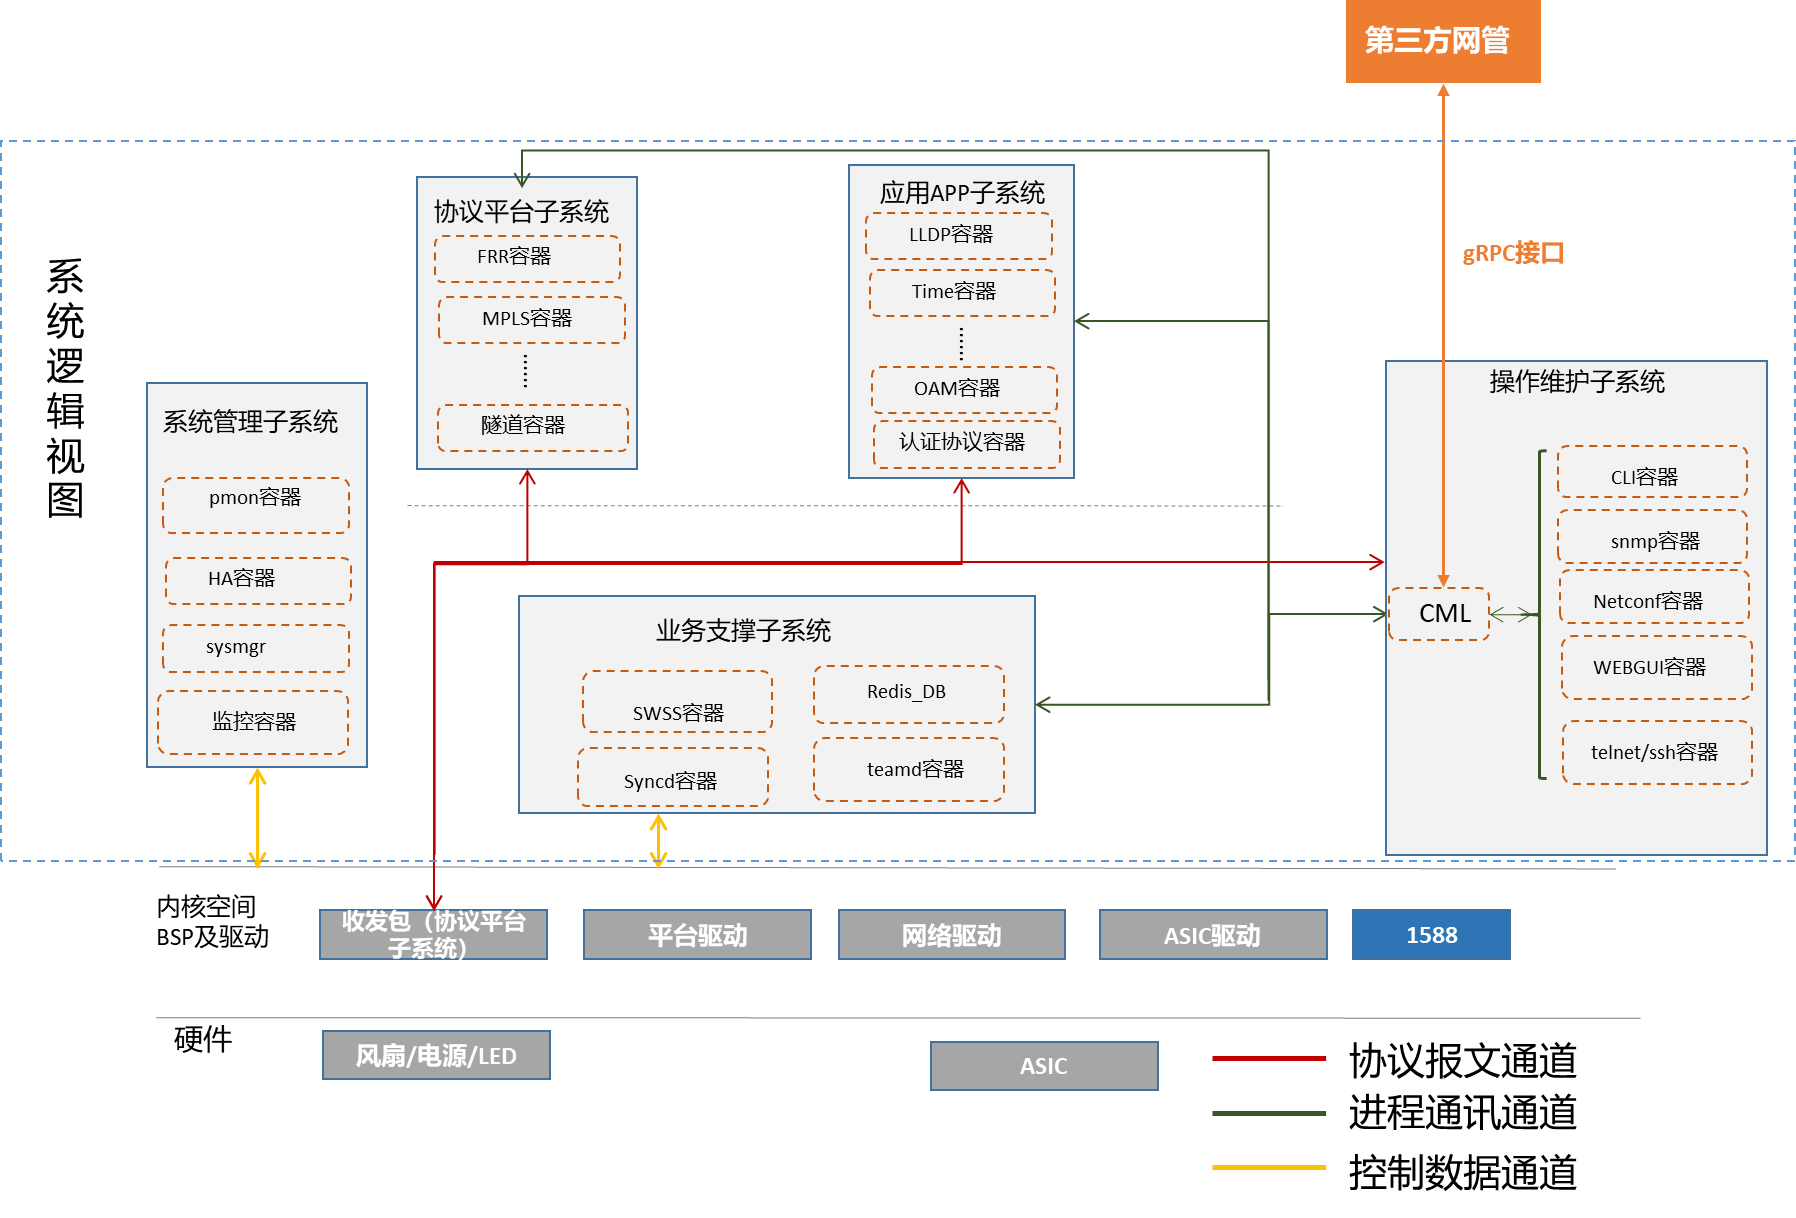 第三方网管
gRPC接口
系统逻辑视图
协议平台子系统
FRR容器
MPLS容器
隧道容器
应用APP子系统
LLDP容器
Time容器
OAM容器
认证协议容器
系统管理子系统
pmon容器
HA容器
sysmgr
监控容器
业务支撑子系统
SWSS容器
Redis_DB
Syncd容器
teamd容器
操作维护子系统
CML
CLI容器
snmp容器
Netconf容器
WEBGUI容器
telnet/ssh容器
内核空间
BSP及驱动
收发包（协议平台
子系统）
平台驱动
网络驱动
ASIC驱动
1588
硬件
风扇/电源/LED
ASIC
协议报文通道
进程通讯通道
控制数据通道